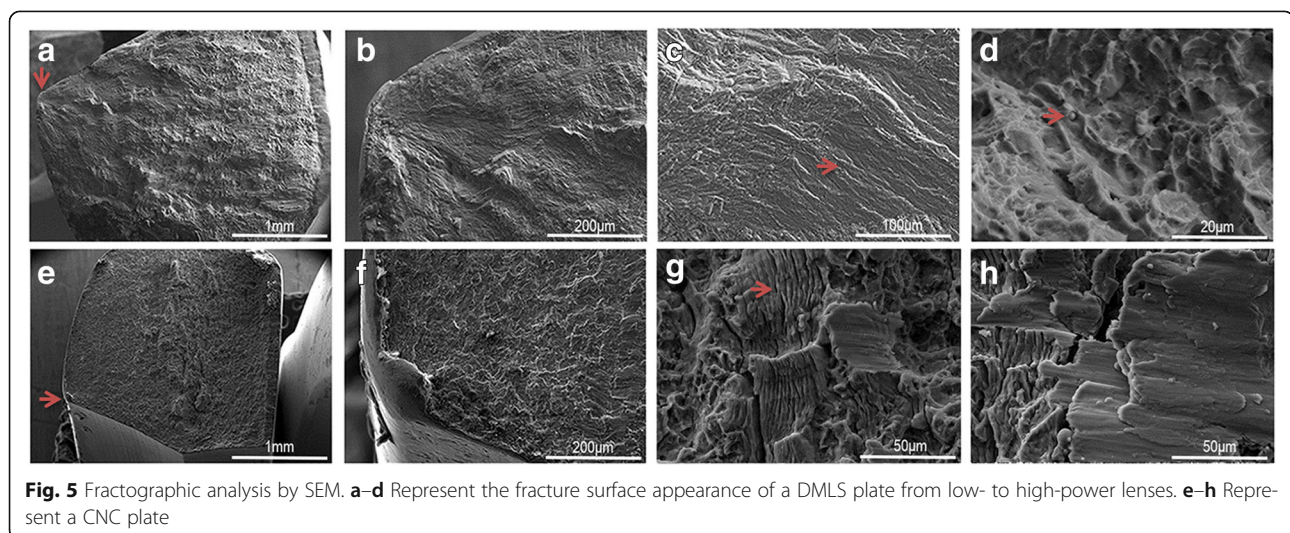 a b c d
1mm 200µm 100µm 20µm
e f g h
1mm 200µm 50µm 50µm
Fig. 5 Fractographic analysis by SEM. a–d Represent the fracture surface appearance of a DMLS plate from low- to high-power lenses. e–h Repre-
sent a CNC plate